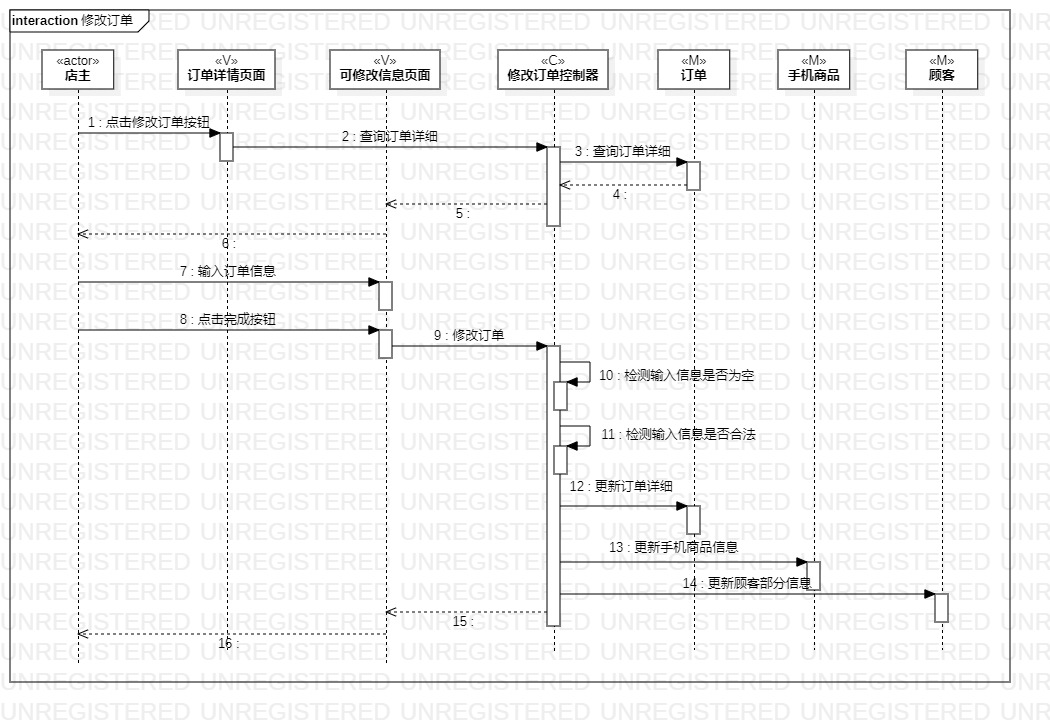 interaction 修改订单
«actor»
店主
«V»
订单详情页面
«V»
可修改信息页面
«C»
修改订单控制器
«M»
订单
«M»
手机商品
«M»
顾客
1 : 点击修改订单按钮
2 : 查询订单详细
3 : 查询订单详细
4 :
5 :
6 :
7 : 输入订单信息
8 : 点击完成按钮
9 : 修改订单
10 : 检测输入信息是否为空
11 : 检测输入信息是否合法
12 : 更新订单详细
13 : 更新手机商品信息
14 : 更新顾客部分信息
15 :
16 :
UNREGISTERED